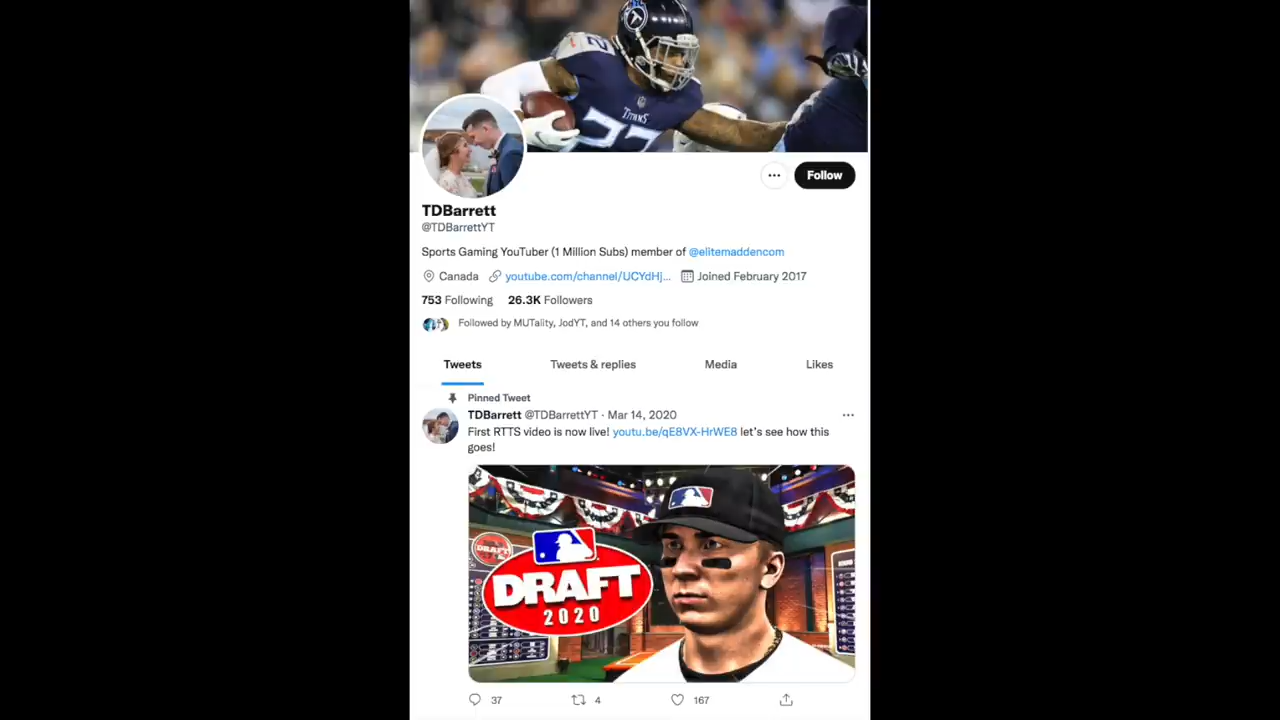 TITANS
22
TDBarrett
@TDBarrettYT
Sports Gaming YouTuber (1 Million Subs) member of @elitemaddencom
Canada youtube.com/channel/UCYdHj... Joined February 2017
753 Following 26.3K Followers
Followed by MUTality, JodYT, and 14 others you follow
Tweets Tweets & replies Media Likes
Pinned Tweet
TDBarrett @TDBarrettYT · Mar 14, 2020
First RTTS video is now live! youtu.be/qE8VX-HrWE8 let's see how this
goes!
DRAFT
DRAFT
2020
37 4 167
Follow